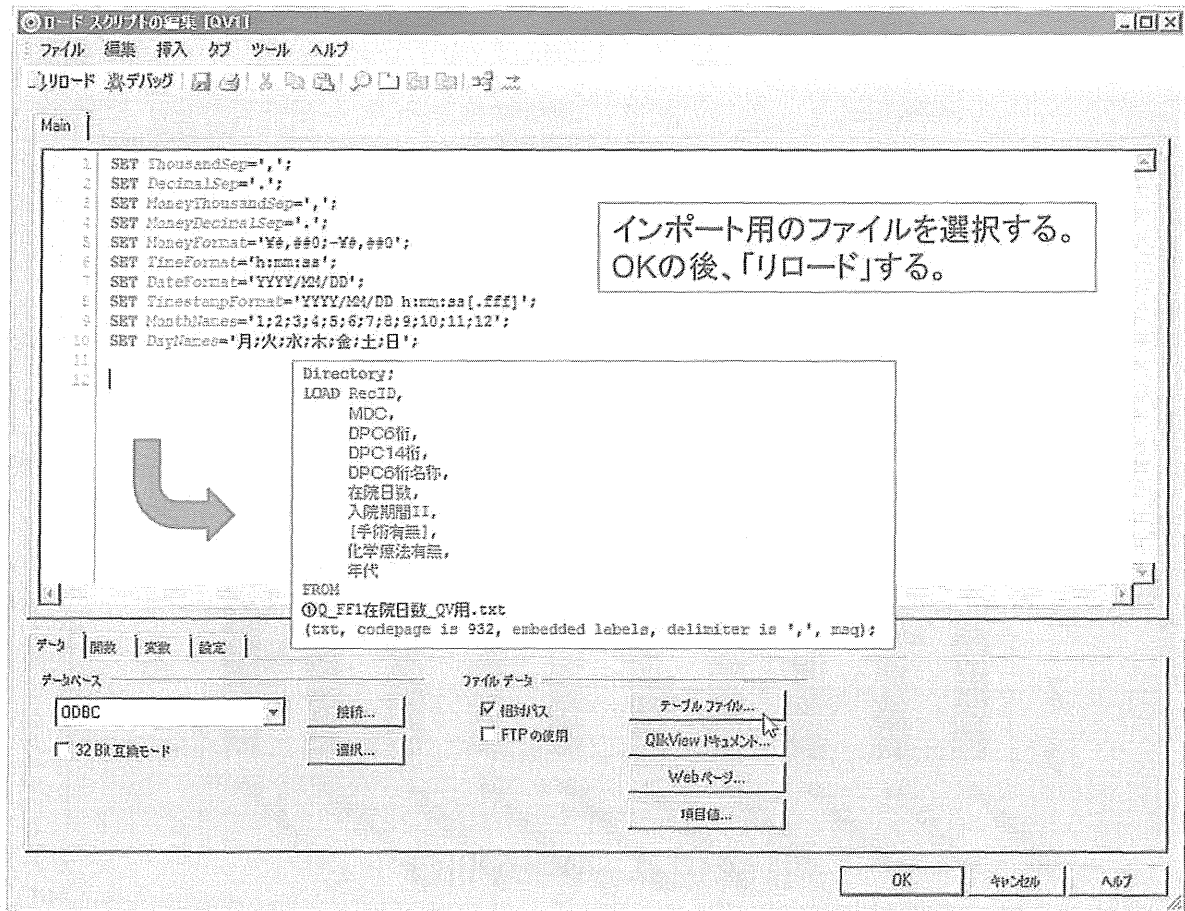 ロード スクリプトの編集 [QV1]
ファイル 編集 挿入 タブ ツール ヘルプ
リロード デバッグ
Main
1 SET ThousandSep=',';
2 SET DecimalSep='.';
3 SET MoneyThousandSep=',';
4 SET MoneyDecimalSep='.';
5 SET MoneyFormat='¥#,##0;-¥#,##0';
6 SET TimeFormat='h:mm:ss';
7 SET DateFormat='YYYY/MM/DD';
8 SET TimestampFormat='YYYY/MM/DD h:mm:ss[.fff]';
9 SET MonthNames='1;2;3;4;5;6;7;8;9;10;11;12';
10 SET DayNames='月;火;水;木;金;土;日';
11
12
インポート用のファイルを選択する。
OKの後、「リロード」する。
Directory;
LOAD RecID,
MDC,
DPC6桁,
DPC14桁,
DPC6桁名称,
在院日数,
入院期間II,
[手術有無],
化学療法有無,
年代
FROM
①Q_FF1在院日数_QV用.txt
(txt, codepage is 932, embedded labels, delimiter is ',', msq);
データ 関数 変数 設定
データベース
ODBC
接続...
32 Bit 互換モード
選択...
ファイル データ
相対パス
FTP の使用
テーブル ファイル...
QlikView ドキュメント...
Web ページ...
項目値...
OK キャンセル ヘルプ